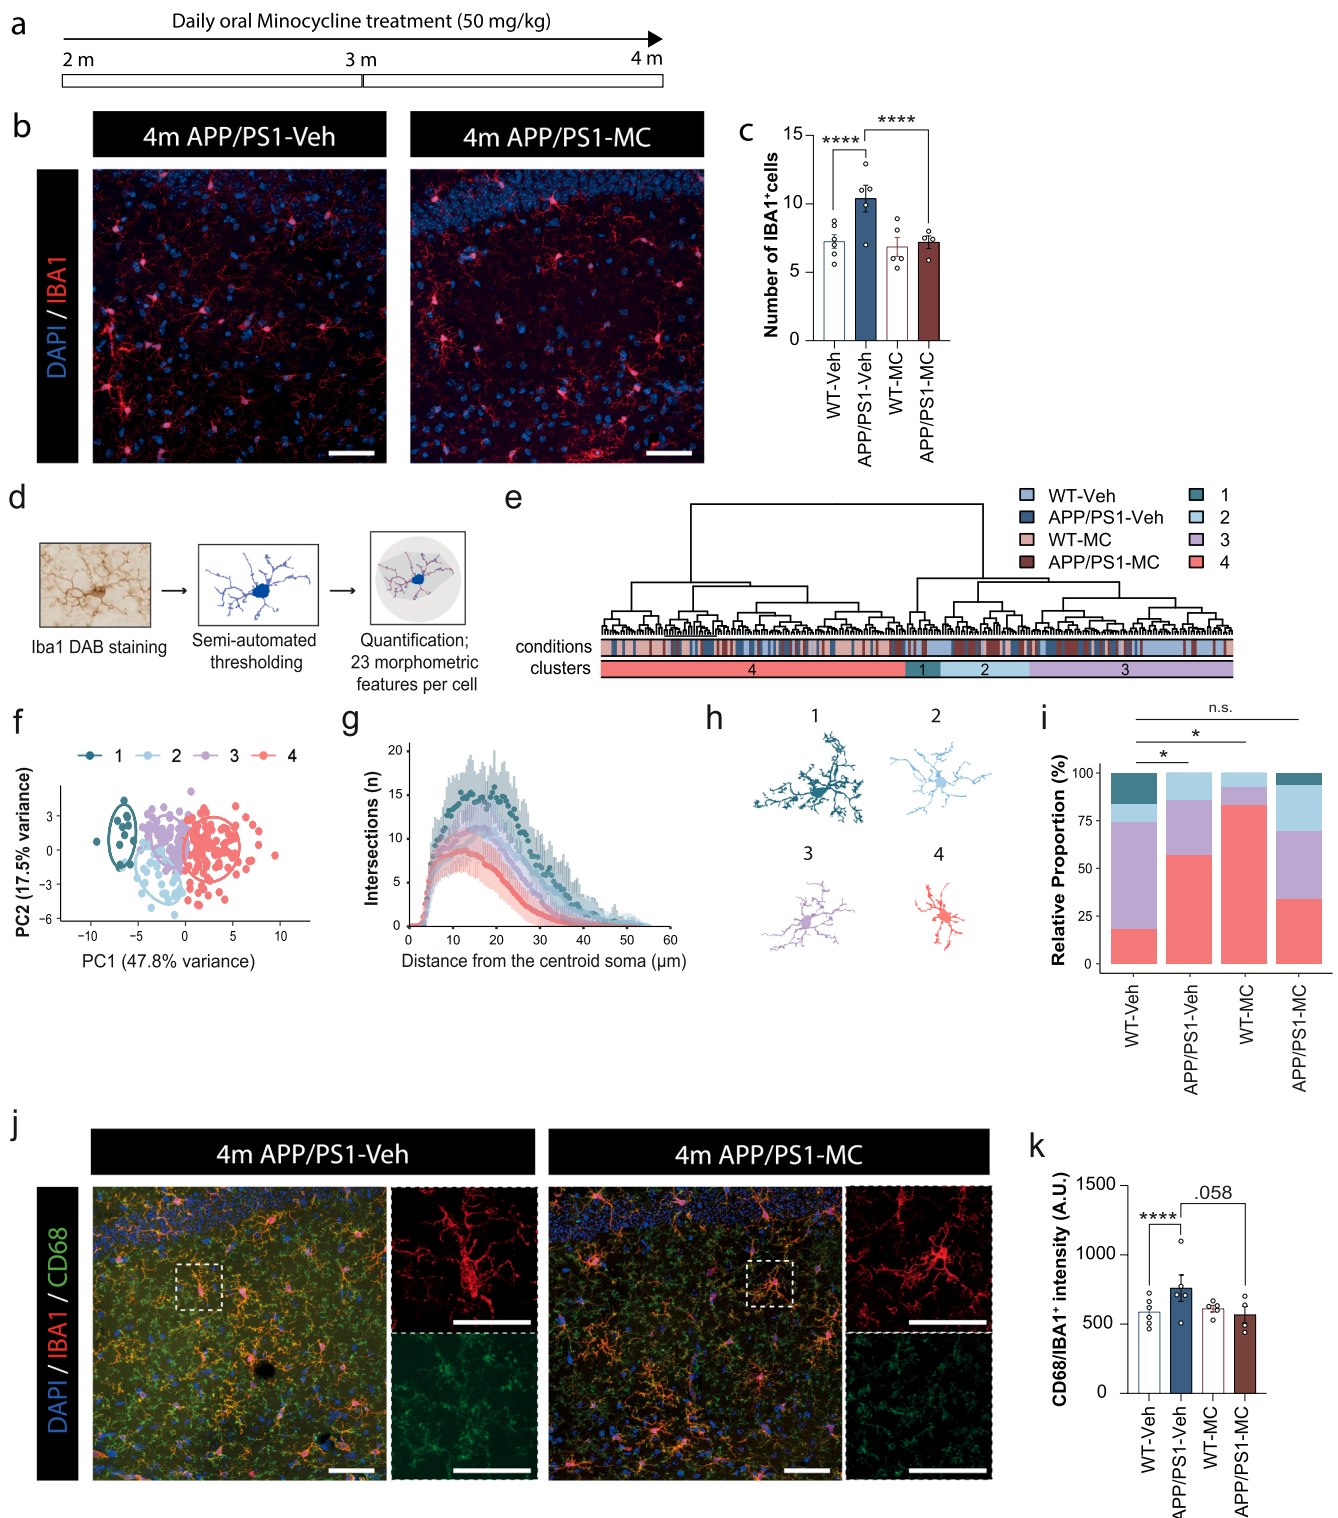 a
Daily oral Minocycline treatment (50 mg/kg)
2 m
3 m
4 m
b
4m APP/PS1-Veh
4m APP/PS1-MC
DAPI / IBA1
c
Number of IBA1+cells
15
10
5
0
****
****
WT-Veh
APP/PS1-Veh
WT-MC
APP/PS1-MC
d
Iba1 DAB staining
Semi-automated
thresholding
Quantification;
23 morphometric
features per cell
e
WT-Veh
APP/PS1-Veh
WT-MC
APP/PS1-MC
1
2
3
4
conditions
clusters
4
1
2
3
f
1
2
3
4
PC2 (17.5% variance)
3
0
−3
−6
−10
−5
0
5
10
PC1 (47.8% variance)
g
Intersections (n)
20
15
10
5
0
0
10
20
30
40
50
60
Distance from the centroid soma (µm)
h
1
2
3
4
i
n.s.
*
*
Relative Proportion (%)
100
75
50
25
0
WT-Veh
APP/PS1-Veh
WT-MC
APP/PS1-MC
j
4m APP/PS1-Veh
4m APP/PS1-MC
DAPI / IBA1 / CD68
k
CD68/IBA1+ intensity (A.U.)
1500
1000
500
0
****
.058
WT-Veh
APP/PS1-Veh
WT-MC
APP/PS1-MC